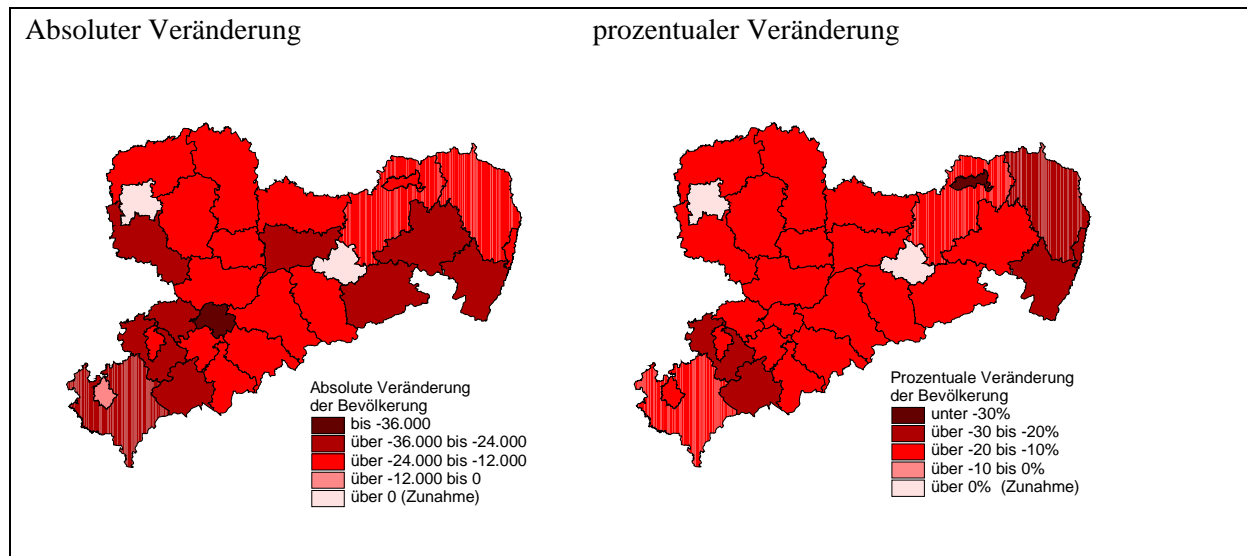 Absoluter Veränderung
prozentualer Veränderung
Absolute Veränderung
der Bevölkerung
bis -36.000
über -36.000 bis -24.000
über -24.000 bis -12.000
über -12.000 bis 0
über 0 (Zunahme)
Prozentuale Veränderung
der Bevölkerung
unter -30%
über -30 bis -20%
über -20 bis -10%
über -10 bis 0%
über 0% (Zunahme)